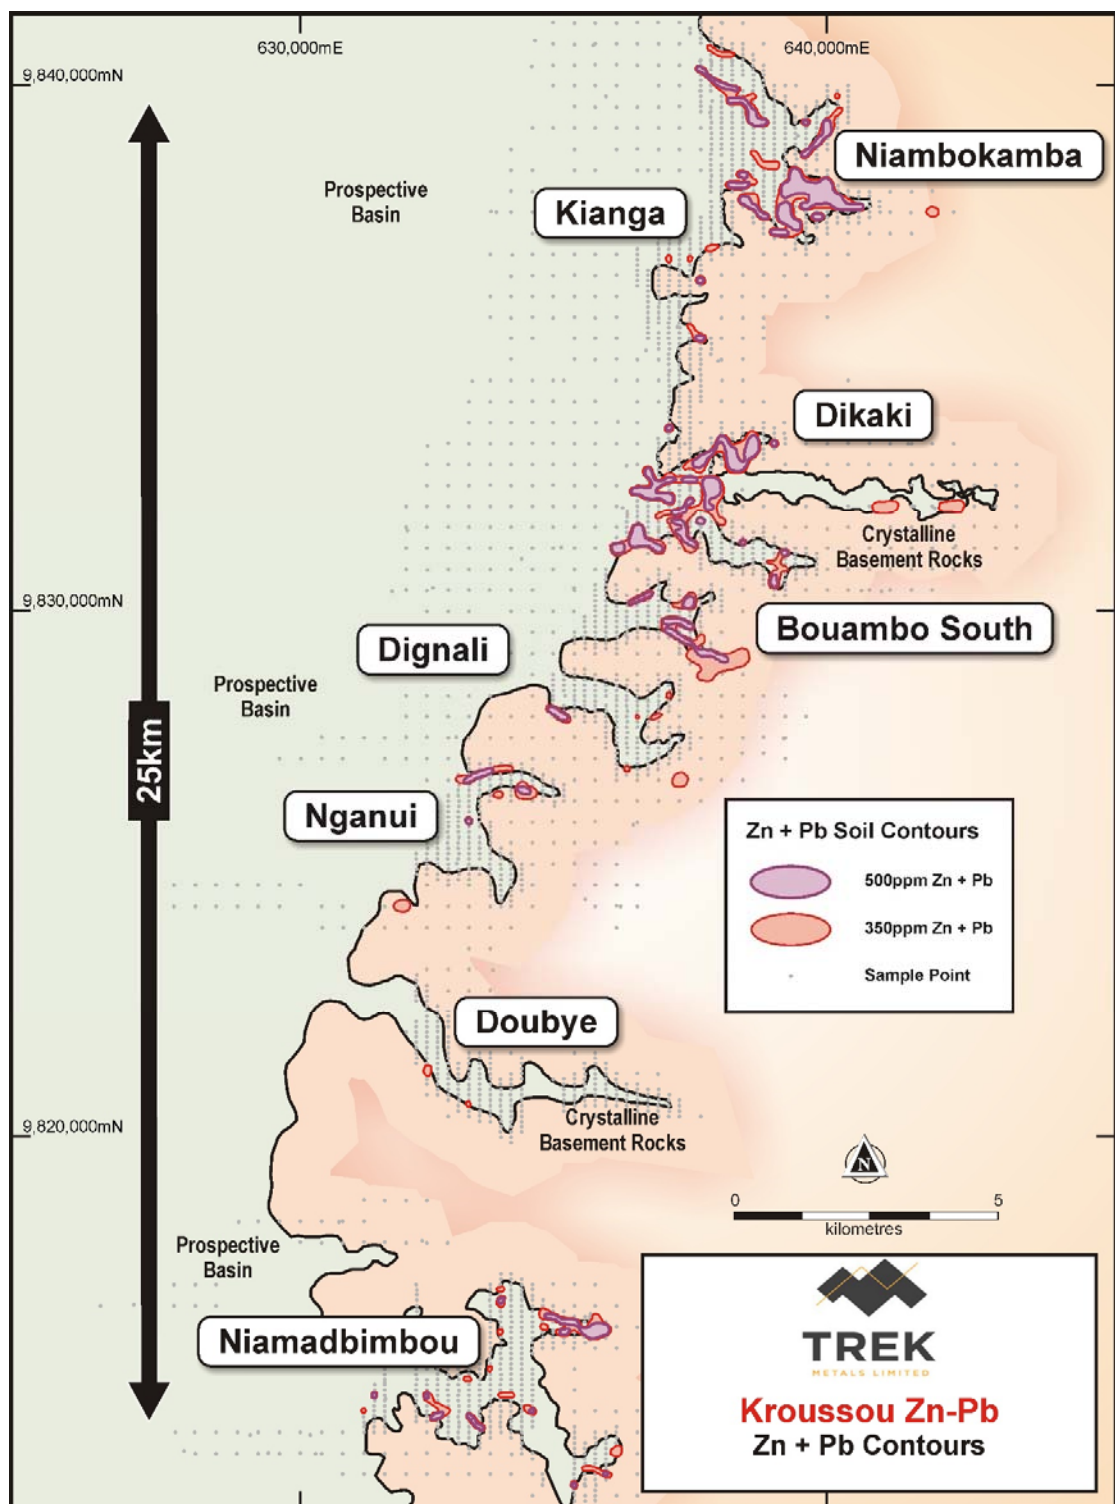 630,000mE
640,000mE
9,840,000mN
Niambokamba
Prospective
Basin
Kianga
Dikaki
Crystalline
Basement Rocks
9,830,000mN
Bouambo South
Dignali
Prospective
Basin
25km
Nganui
Zn + Pb Soil Contours
500ppm Zn + Pb
350ppm Zn + Pb
Sample Point
Doubye
Crystalline
Basement Rocks
9,820,000mN
N
0
5
kilometres
Prospective
Basin
Niamadbimbou
TREK
METALS LIMITED
Kroussou Zn-Pb
Zn + Pb Contours